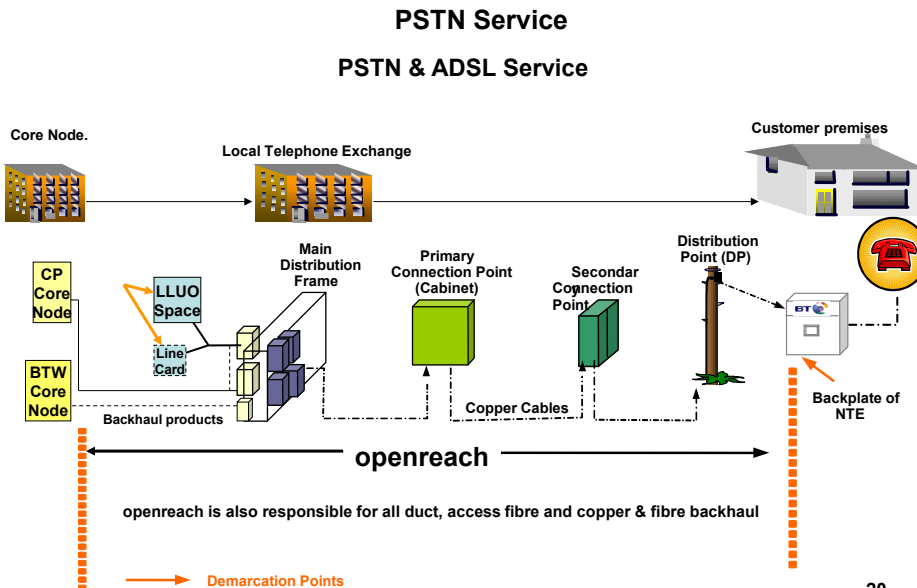 PSTN Service
PSTN & ADSL Service
Core Node.
Local Telephone Exchange
Customer premises
CP
Core
Node
BTW
Core
Node
LLUO
Space
Line
Card
Backhaul products
Main
Distribution
Frame
Primary
Connection Point
(Cabinet)
Secondar
y
Connection
Point
Distribution
Point (DP)
BT
Copper Cables
Backplate of
NTE
openreach
openreach is also responsible for all duct, access fibre and copper & fibre backhaul
Demarcation Points
20